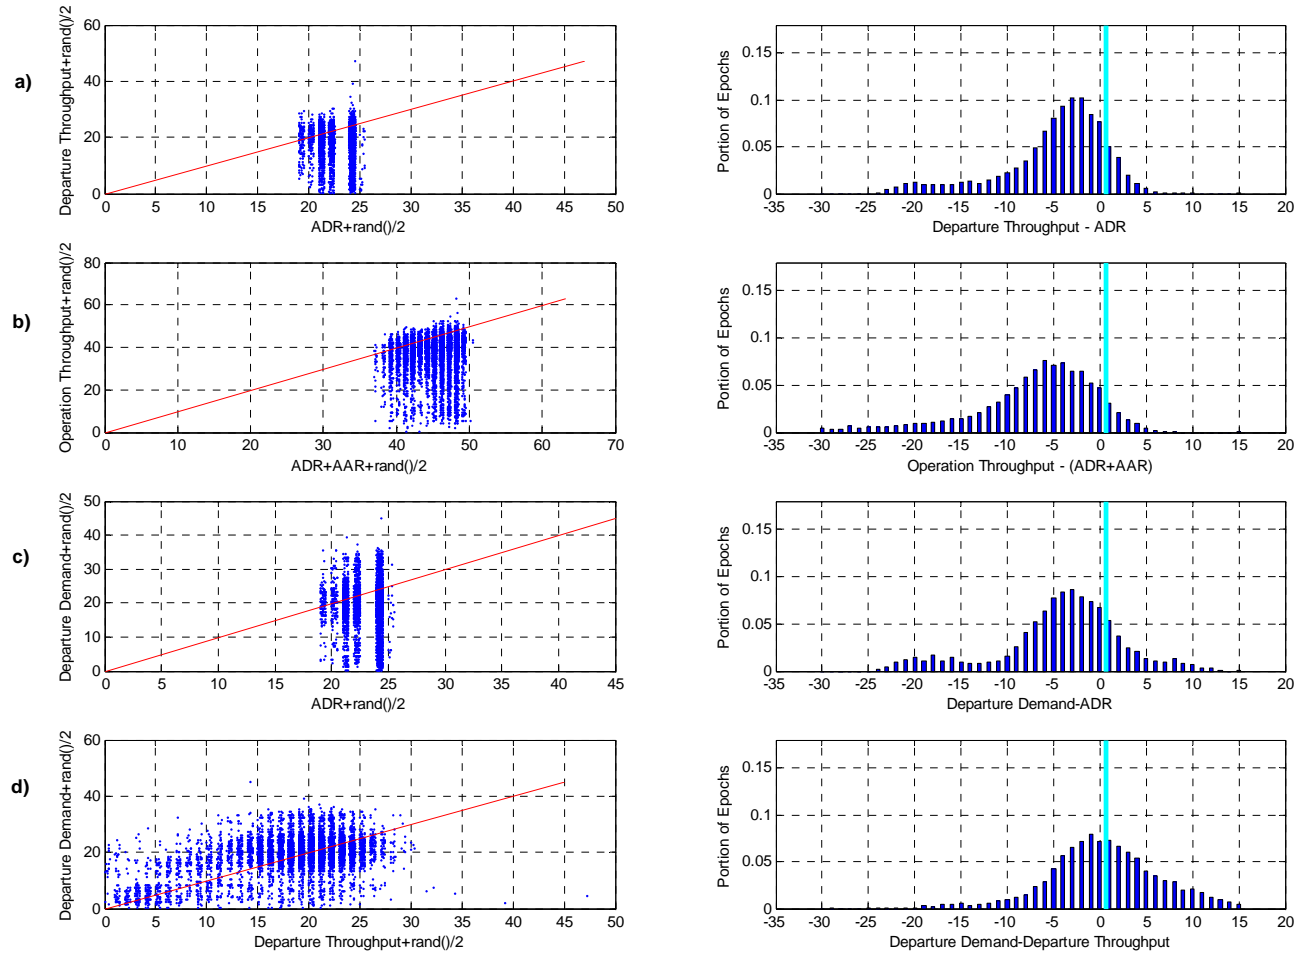 a)
Departure Throughput+rand()/2
60
40
20
0
0 5 10 15 20 25 30 35 40 45 50
ADR+rand()/2
Portion of Epochs
0.15
0.1
0.05
0
-35 -30 -25 -20 -15 -10 -5 0 5 10 15 20
Departure Throughput - ADR
b)
Operation Throughput+rand()/2
80
60
40
20
0
0 10 20 30 40 50 60 70
ADR+AAR+rand()/2
Portion of Epochs
0.15
0.1
0.05
0
-35 -30 -25 -20 -15 -10 -5 0 5 10 15 20
Operation Throughput - (ADR+AAR)
c)
Departure Demand+rand()/2
50
40
30
20
10
0
0 5 10 15 20 25 30 35 40 45
ADR+rand()/2
Portion of Epochs
0.15
0.1
0.05
0
-35 -30 -25 -20 -15 -10 -5 0 5 10 15 20
Departure Demand-ADR
d)
Departure Demand+rand()/2
60
40
20
0
0 5 10 15 20 25 30 35 40 45 50
Departure Throughput+rand()/2
Portion of Epochs
0.15
0.1
0.05
0
-35 -30 -25 -20 -15 -10 -5 0 5 10 15 20
Departure Demand-Departure Throughput